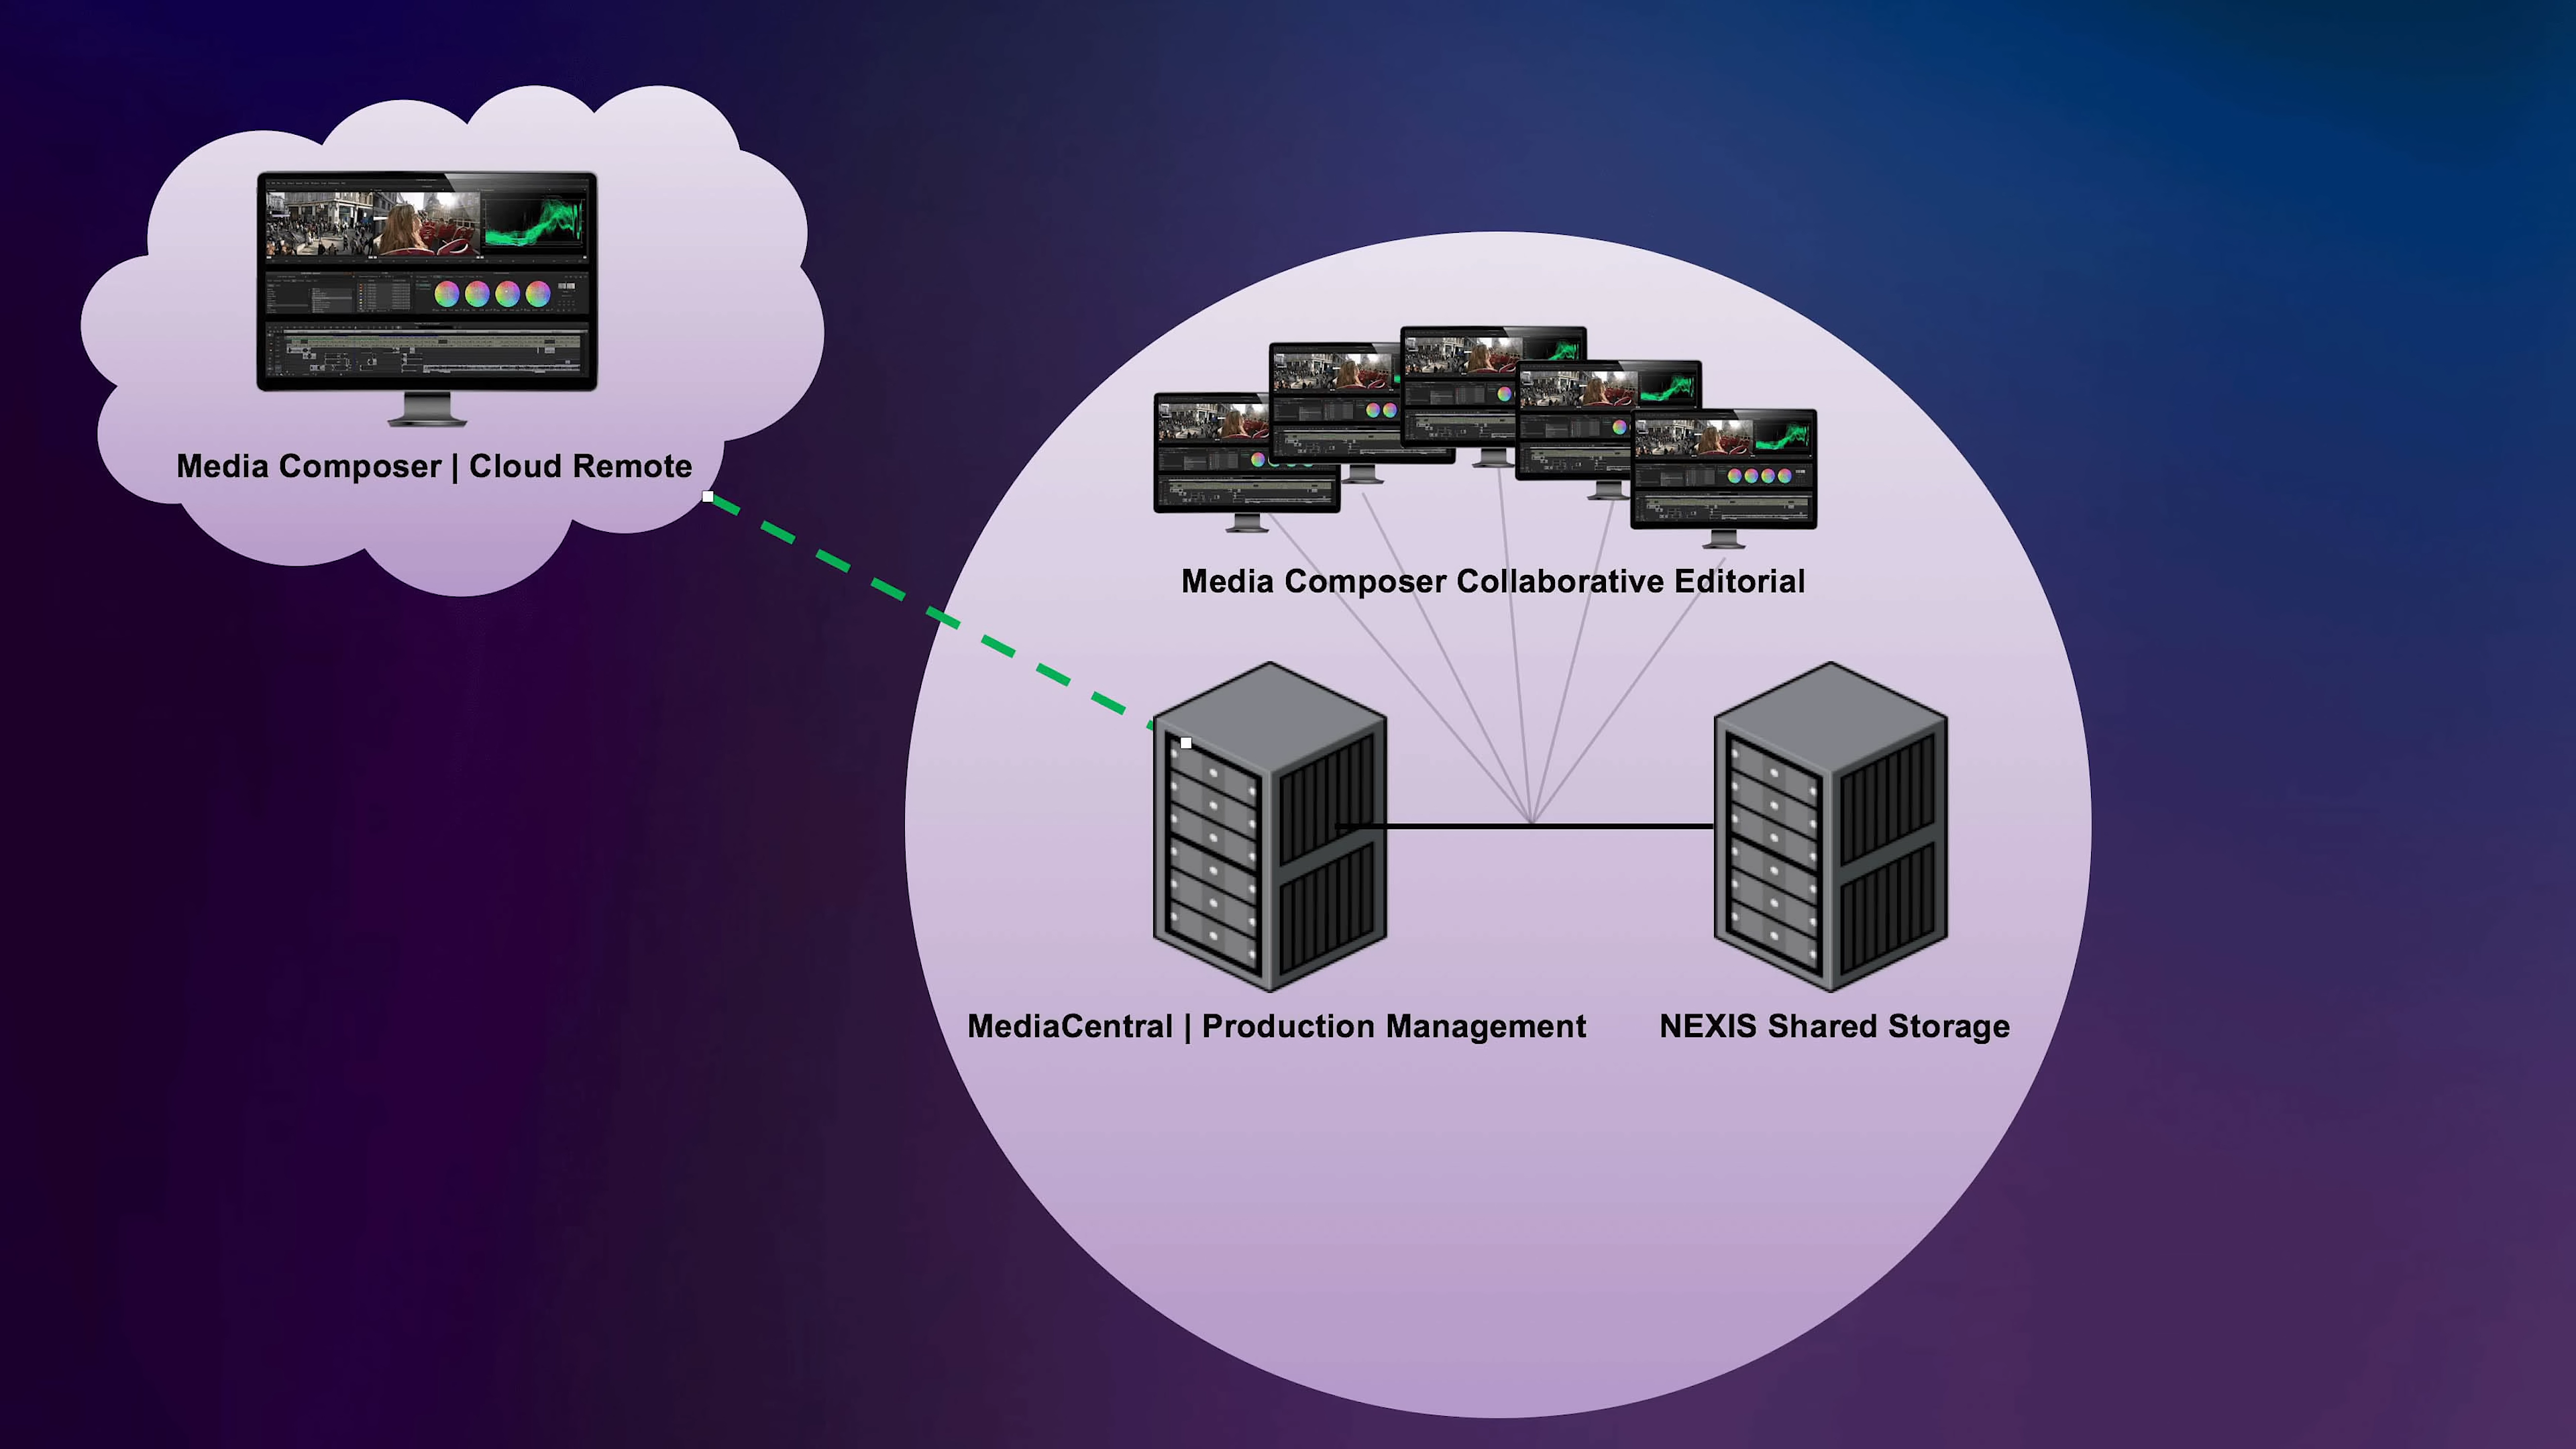 Media Composer | Cloud Remote
Media Composer Collaborative Editorial
MediaCentral | Production Management
NEXIS Shared Storage